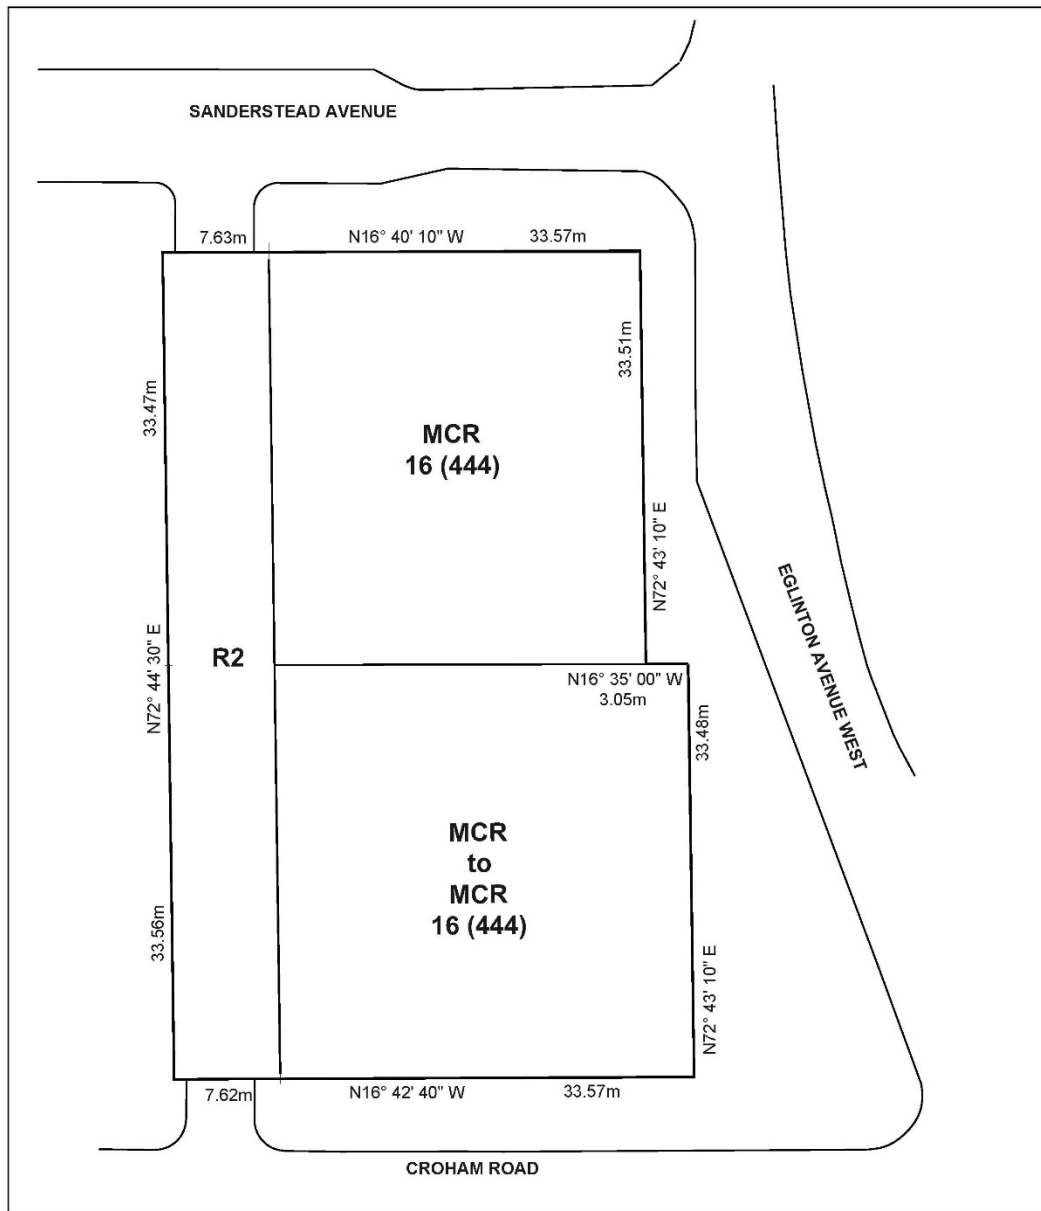 SANDERSTEAD AVENUE
7.63m
N16° 40' 10" W
33.57m
33.47m
33.51m
MCR
16 (444)
N72° 43' 10" E
N72° 44' 30" E
R2
N16° 35' 00" W
3.05m
EGLINTON AVENUE WEST
33.48m
MCR
to
MCR
16 (444)
33.56m
N72° 43' 10" E
7.62m
N16° 42' 40" W
33.57m
CROHAM ROAD